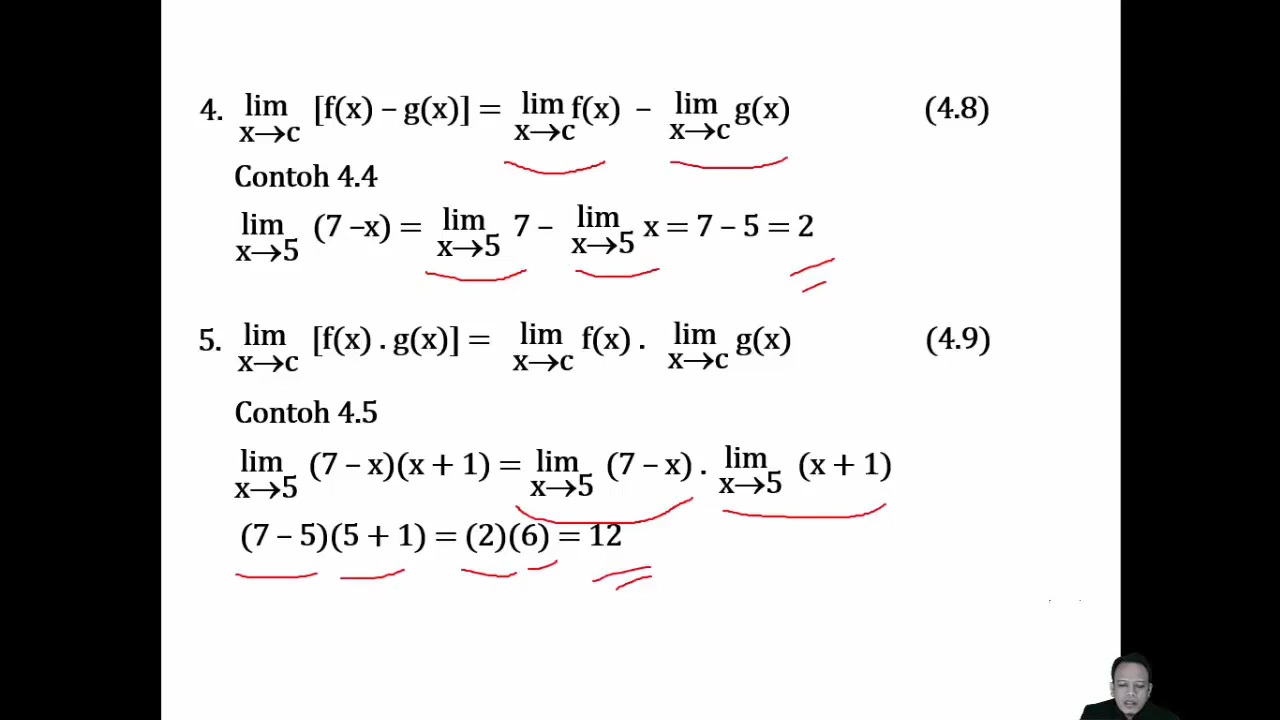 4. lim x→c [f(x) – g(x)] = lim x→c f(x) – lim x→c g(x) (4.8)
Contoh 4.4
lim x→5 (7 –x) = lim x→5 7 – lim x→5 x = 7 – 5 = 2
5. lim x→c [f(x) . g(x)] = lim x→c f(x) . lim x→c g(x) (4.9)
Contoh 4.5
lim x→5 (7 – x)(x + 1) = lim x→5 (7 – x) . lim x→5 (x + 1)
(7 – 5)(5 + 1) = (2)(6) = 12